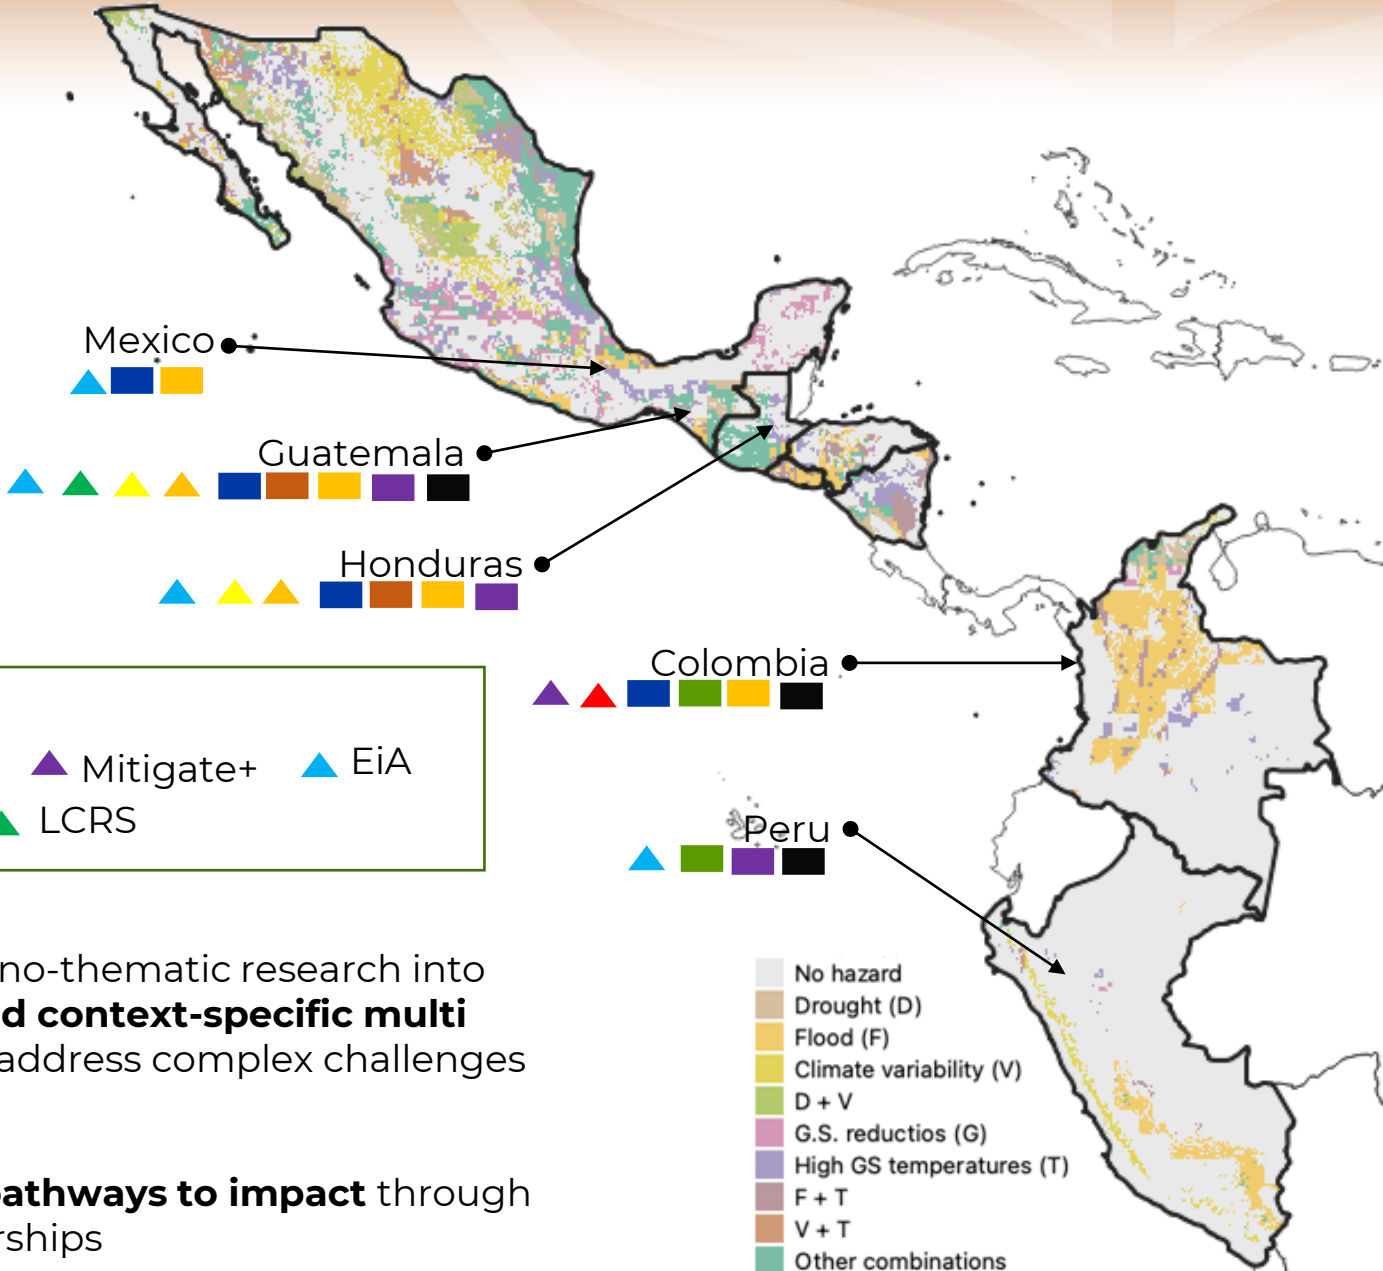 Mexico
Guatemala
Honduras
Colombia
Mitigate+ EiA
LCRS
Peru
no-thematic research into
d context-specific multi
address complex challenges
athways to impact through
rships
No hazard
Drought (D)
Flood (F)
Climate variability (V)
D + V
G.S. reductios (G)
High GS temperatures (T)
F + T
V + T
Other combinations